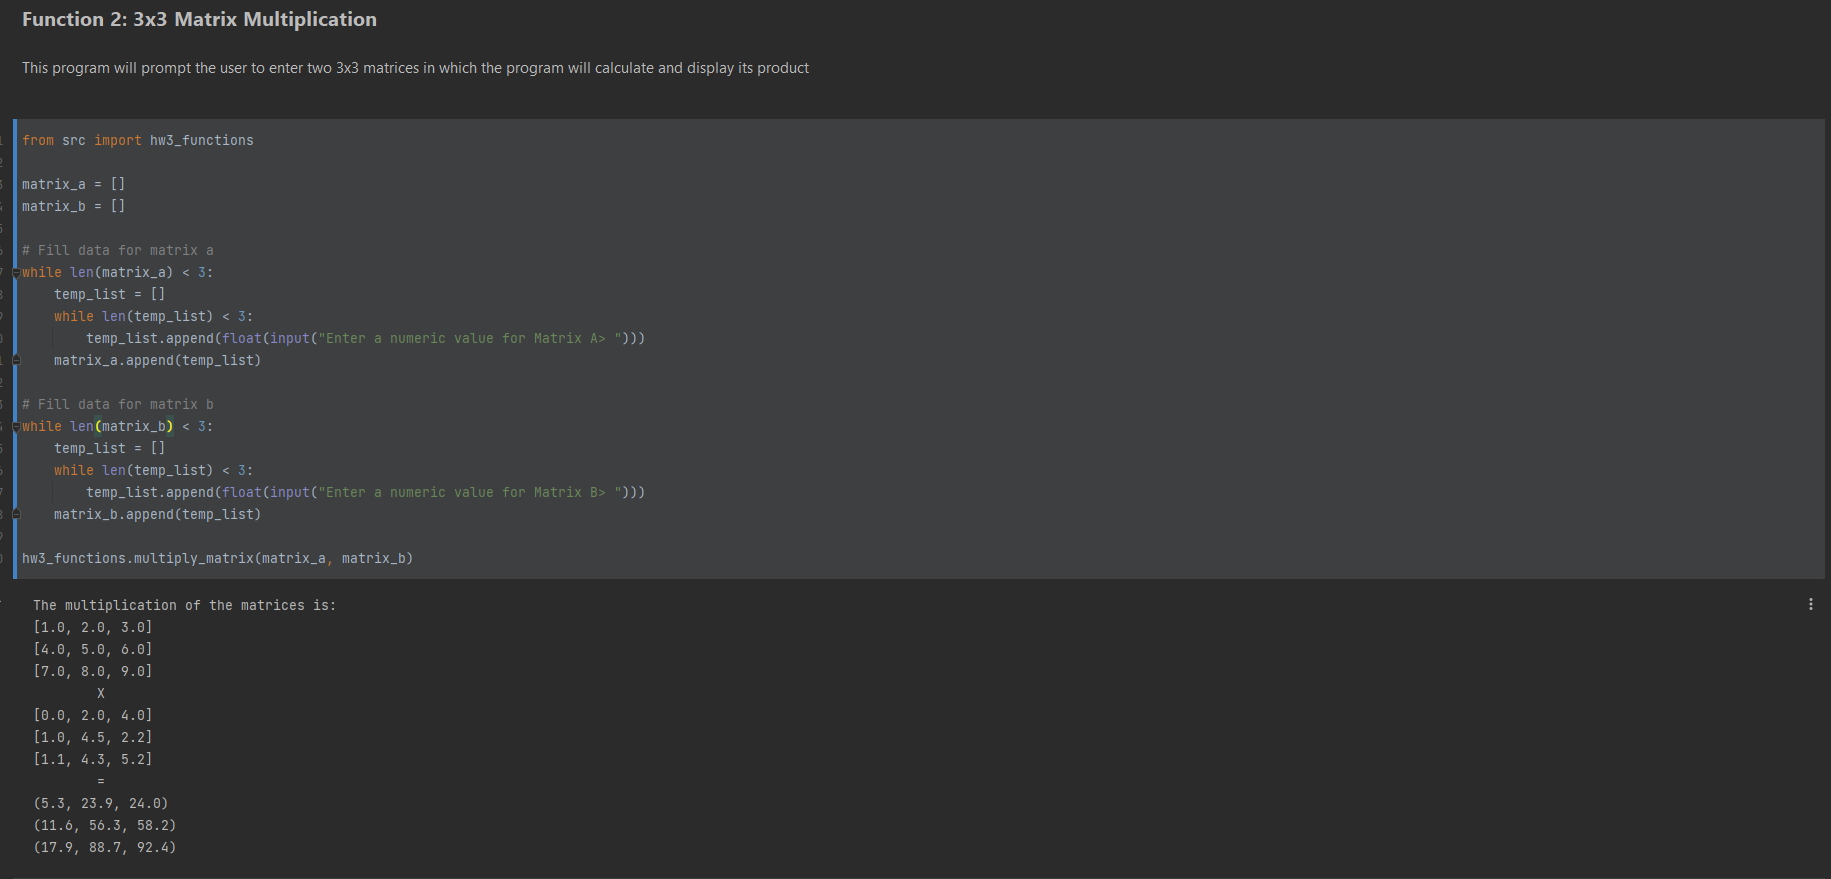 Function 2: 3x3 Matrix Multiplication
This program will prompt the user to enter two 3x3 matrices in which the program will calculate and display its product
from src import hw3_functions
matrix_a = []
matrix_b = []
# Fill data for matrix a
while len(matrix_a) < 3:
    temp_list = []
    while len(temp_list) < 3:
        temp_list.append(float(input("Enter a numeric value for Matrix A> ")))
    matrix_a.append(temp_list)
# Fill data for matrix b
while len(matrix_b) < 3:
    temp_list = []
    while len(temp_list) < 3:
        temp_list.append(float(input("Enter a numeric value for Matrix B> ")))
    matrix_b.append(temp_list)
hw3_functions.multiply_matrix(matrix_a, matrix_b)
The multiplication of the matrices is:
[1.0, 2.0, 3.0]
[4.0, 5.0, 6.0]
[7.0, 8.0, 9.0]
        X
[0.0, 2.0, 4.0]
[1.0, 4.5, 2.2]
[1.1, 4.3, 5.2]
        =
(5.3, 23.9, 24.0)
(11.6, 56.3, 58.2)
(17.9, 88.7, 92.4)